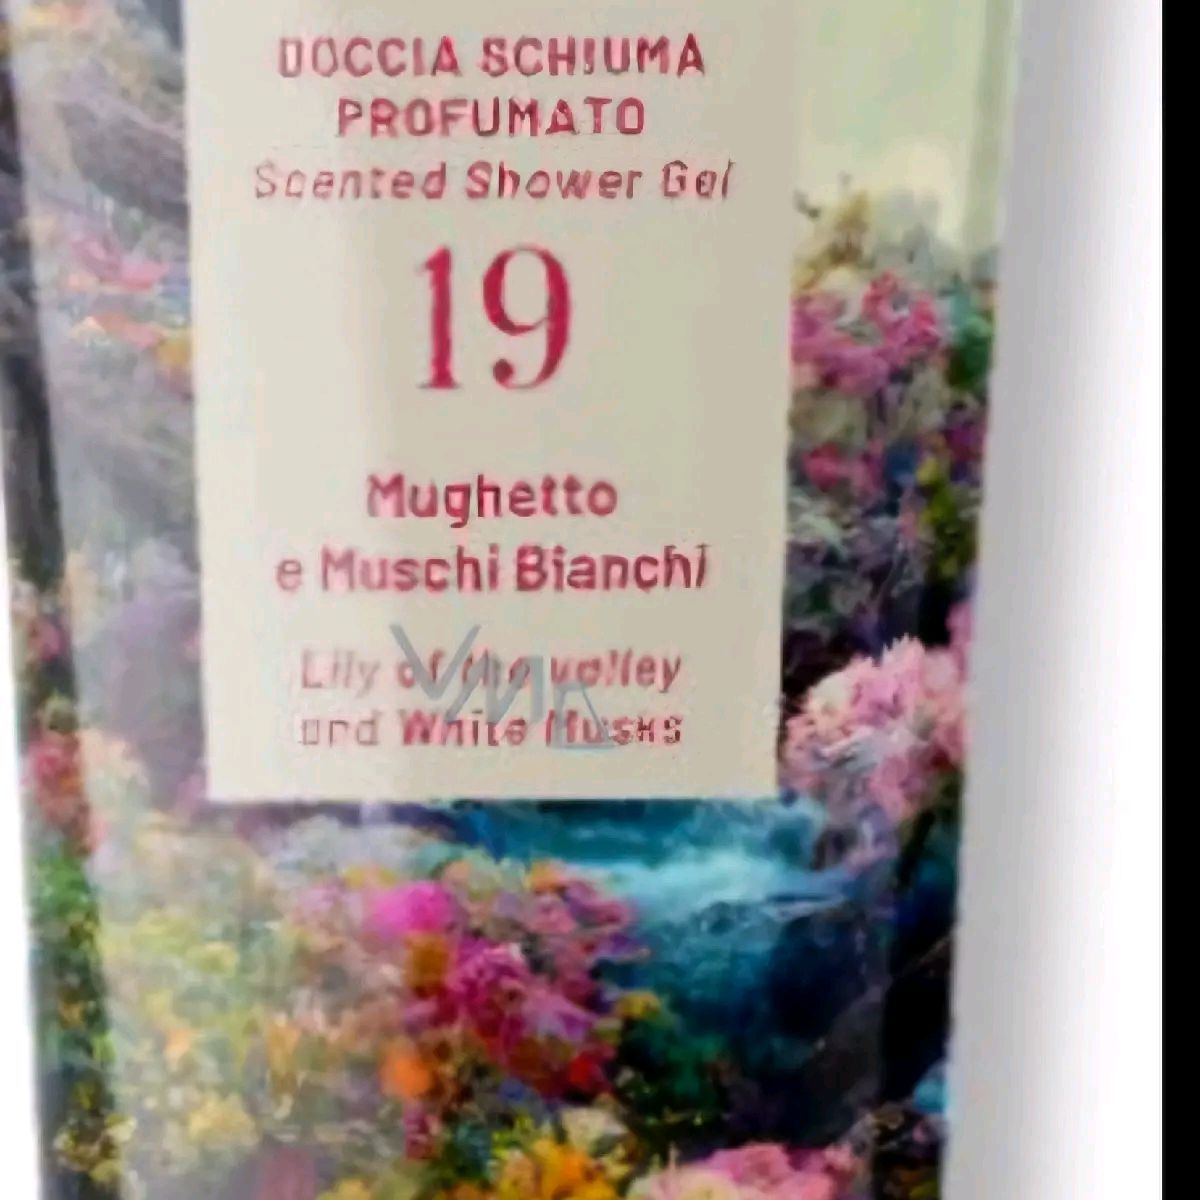 DOCCIA SCHIUMA
PROFUMATO
Scented Shower Gel
19
Mughetto
e Muschi Bianchi
Lily of the valley
and White Musks